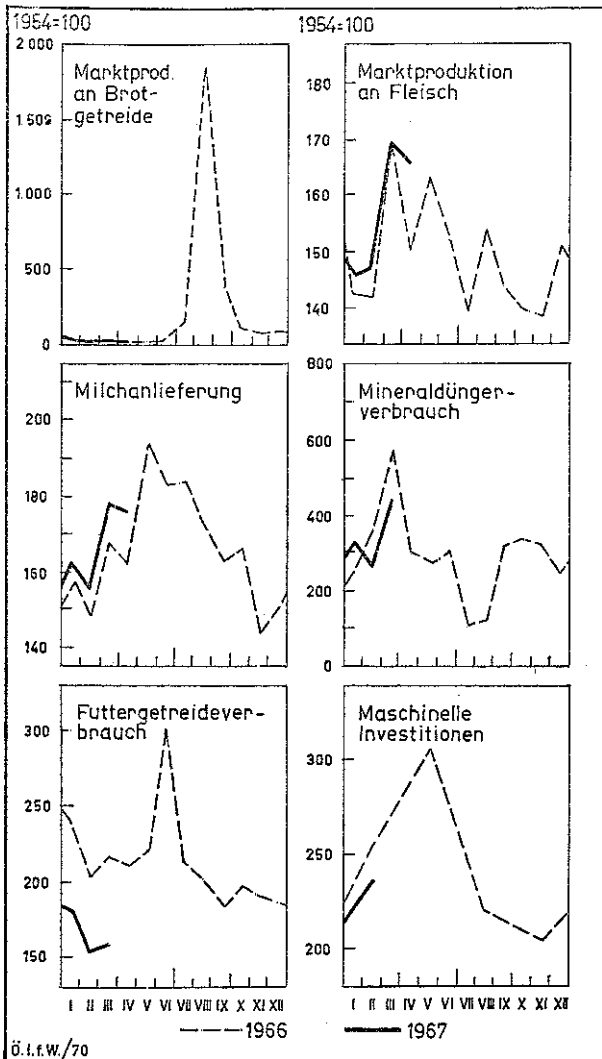 1954=100
1954=100
Marktprod.
an Brot-
getreide
2 000
1 500
1 000
500
0
Marktproduktion
an Fleisch
180
170
160
150
140
Milchanlieferung
200
180
160
140
Mineraldünger-
verbrauch
800
600
400
200
0
Futtergetreidever-
brauch
300
250
200
150
Maschinelle
Investitionen
300
250
200
I II III IV V VI VII VIII IX X XI XII
I II III IV V VI VII VIII IX X XI XII
1966
1967
Ö.I.f.W./70